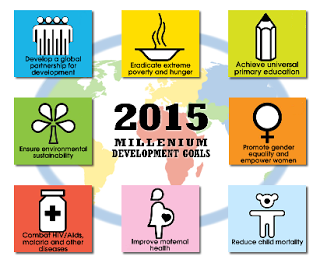 Develop a global
partnership for
development
Eradicate extreme
poverty and hunger
Achieve universal
primary education
Ensure environmental
sustainability
2015
MILLENIUM
DEVELOPMENT GOALS
Promote gender
equality and
empower women
Combat HIV/Aids,
malaria and other
diseases
Improve maternal
health
Reduce child mortality